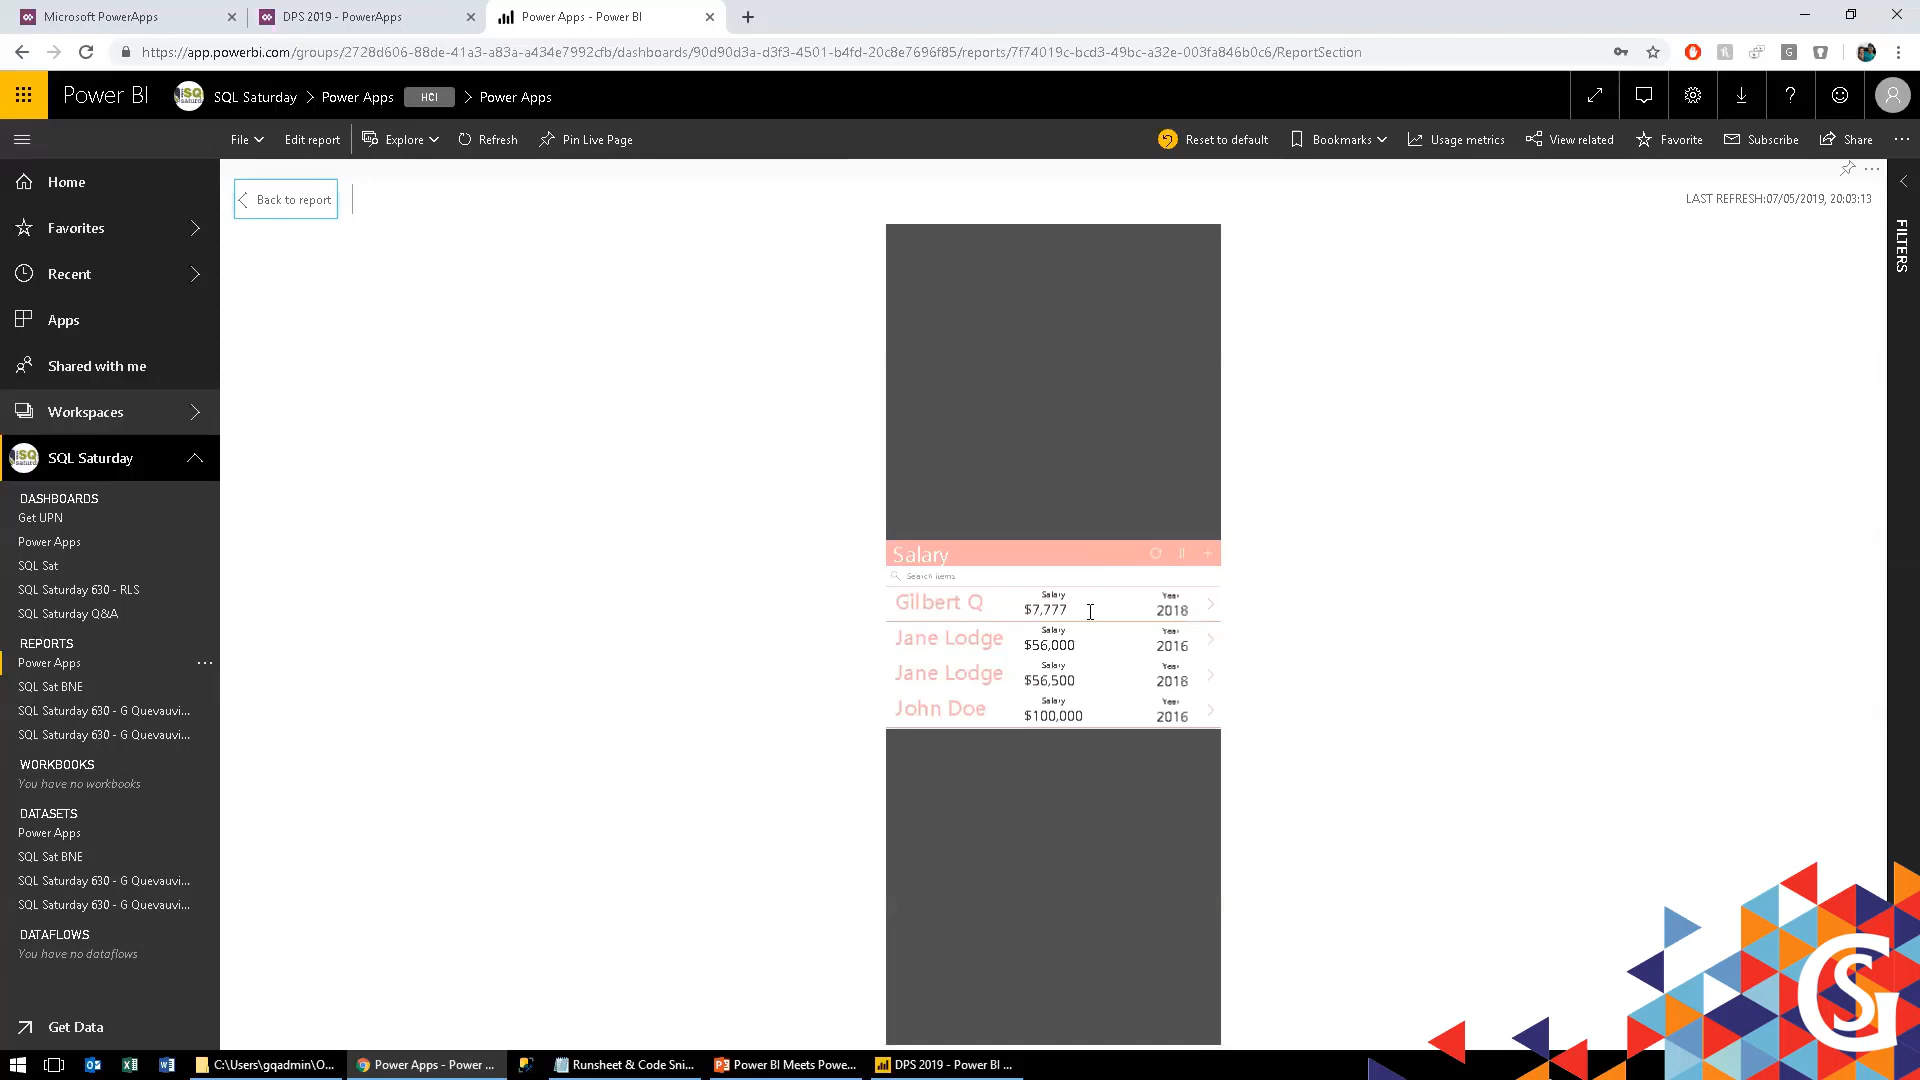 Microsoft PowerApps
DPS 2019 - PowerApps
Power Apps - Power BI
https://app.powerbi.com/groups/2728d606-88de-41a3-a83a-a434e7992cfb/dashboards/90d90d3a-d3f3-4501-b4fd-20c8e7696f85/reports/7f74019c-bcd3-49bc-a32e-003fa846b0c6/ReportSection
Power BI
SQL Saturday > Power Apps HCI > Power Apps
File Edit report Explore Refresh Pin Live Page
Reset to default Bookmarks Usage metrics View related Favorite Subscribe Share
Back to report
LAST REFRESH:07/05/2019, 20:03:13
FILTERS
Home
Favorites
Recent
Apps
Shared with me
Workspaces
SQL Saturday
DASHBOARDS
Get UPN
Power Apps
SQL Sat
SQL Saturday 630 - RLS
SQL Saturday Q&A
REPORTS
Power Apps
SQL Sat BNE
SQL Saturday 630 - G Quevauvi...
SQL Saturday 630 - G Quevauvi...
WORKBOOKS
You have no workbooks
DATASETS
Power Apps
SQL Sat BNE
SQL Saturday 630 - G Quevauvi...
SQL Saturday 630 - G Quevauvi...
DATAFLOWS
You have no dataflows
Get Data
Salary
Search items
Salary Year
Gilbert Q $7,777 2018
Salary Year
Jane Lodge $56,000 2016
Salary Year
Jane Lodge $56,500 2018
Salary Year
John Doe $100,000 2016
C:\Users\gqadmin\O...
Power Apps - Power ...
Runsheet & Code Sni...
Power BI Meets Powe...
DPS 2019 - Power BI ...